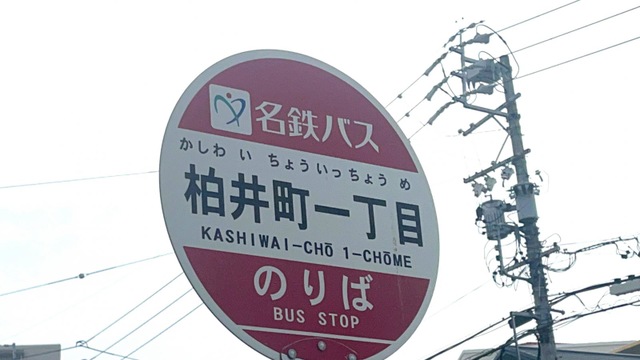 名鉄バス
かしわ い ちょういっちょう め
柏井町一丁目
KASHIWAI-CHŌ 1-CHŌME
のりば
BUS STOP